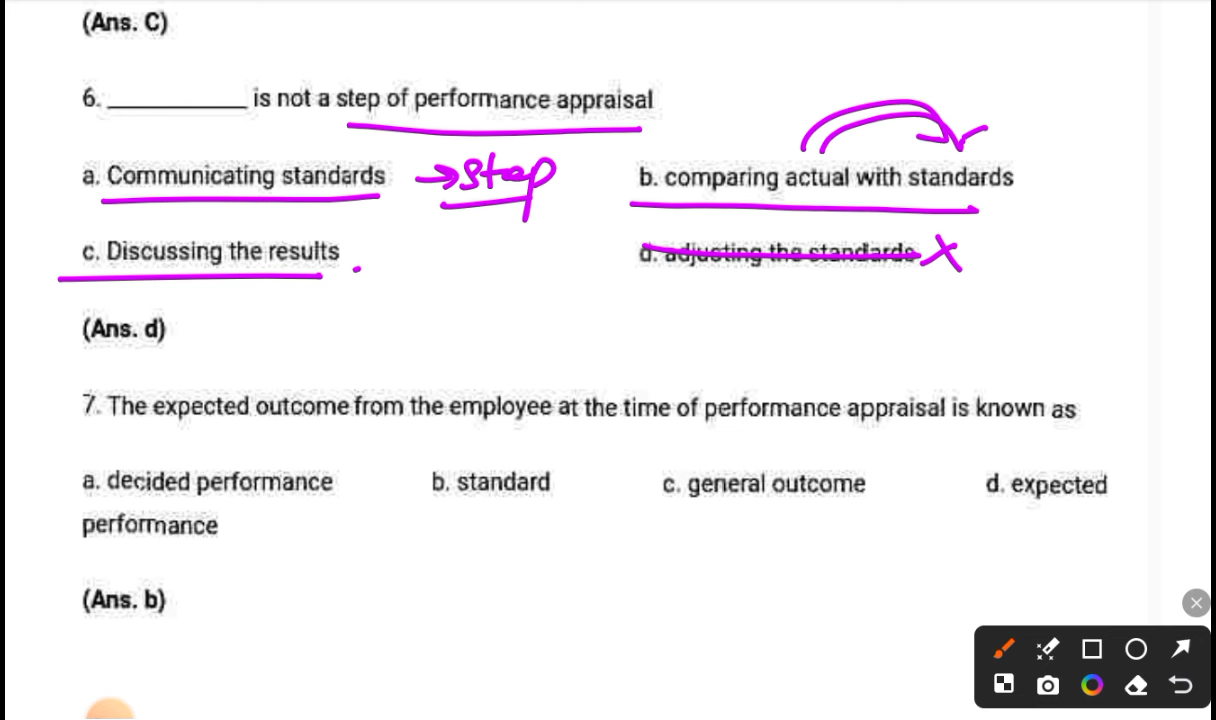 (Ans. C)
6. __________ is not a step of performance appraisal
a. Communicating standards → step b. comparing actual with standards
c. Discussing the results d. adjusting the standards X
(Ans. d)
7. The expected outcome from the employee at the time of performance appraisal is known as
a. decided performance b. standard c. general outcome d. expected
performance
(Ans. b)